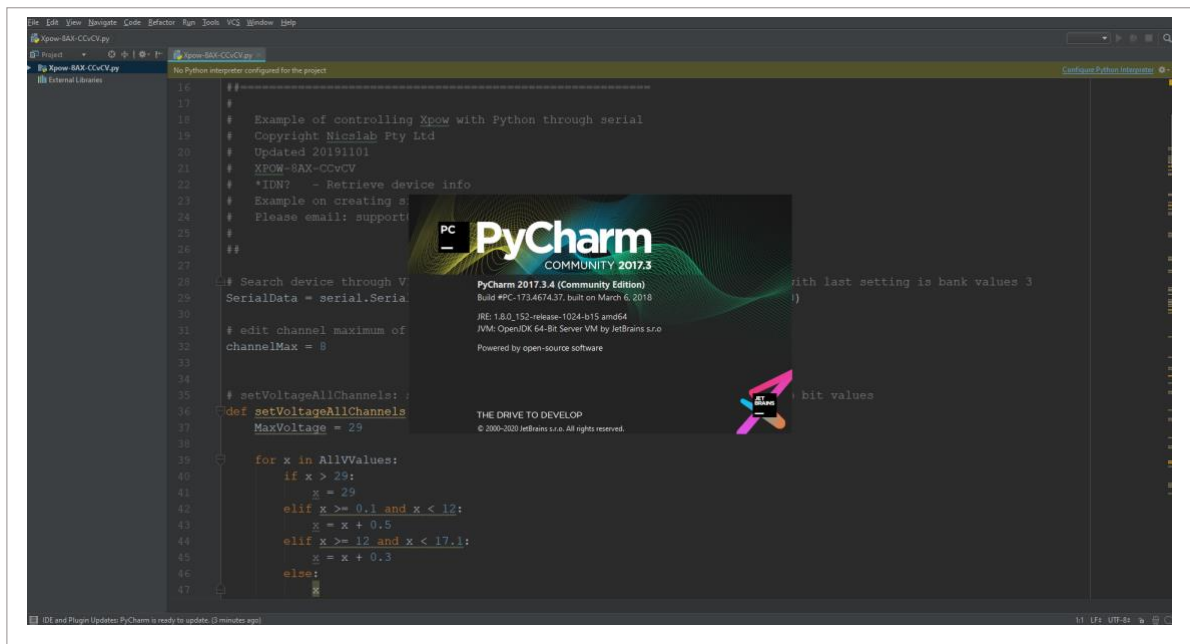 File Edit View Navigate Code Refactor Run Tools VCS Window Help
Xpow-8AX-CCvCV.py
Project
Xpow-8AX-CCvCV.py
Xpow-8AX-CCvCV.py
No Python interpreter configured for the project
Configure Python Interpreter
External Libraries
16 ##
17 #
18 # Example of controlling Xpow with Python through serial
19 # Copyright Nicslab Pty Ltd
20 # Updated 20191101
21 # XPOW-8AX-CCvCV
22 # *IDN? - Retrieve device info
23 # Example on creating s
24 # Please email: support
25 #
26 ##
27
28 # Search device through V ith last setting is bank values 3
29 SerialData = serial.Seria )
30
31 # edit channel maximum of
32 channelMax = 8
33
34
35 # setVoltageAllChannels: bit values
36 def setVoltageAllChannels
37 MaxVoltage = 29
38
39 for x in AllVValues:
40 if x > 29:
41 x = 29
42 elif x >= 0.1 and x < 12:
43 x = x + 0.5
44 elif x >= 12 and x < 17.1:
45 x = x + 0.3
46 else:
47 x
PC
PyCharm
COMMUNITY 2017.3
PyCharm 2017.3.4 (Community Edition)
Build #PC-173.4674.37, built on March 6, 2018
JRE: 1.8.0_152-release-1024-b15 amd64
JVM: OpenJDK 64-Bit Server VM by JetBrains s.r.o
Powered by open-source software
JET
BRAINS
THE DRIVE TO DEVELOP
© 2000–2020 JetBrains s.r.o. All rights reserved.
IDE and Plugin Updates: PyCharm is ready to update. (3 minutes ago)
1:1 LF÷ UTF-8÷